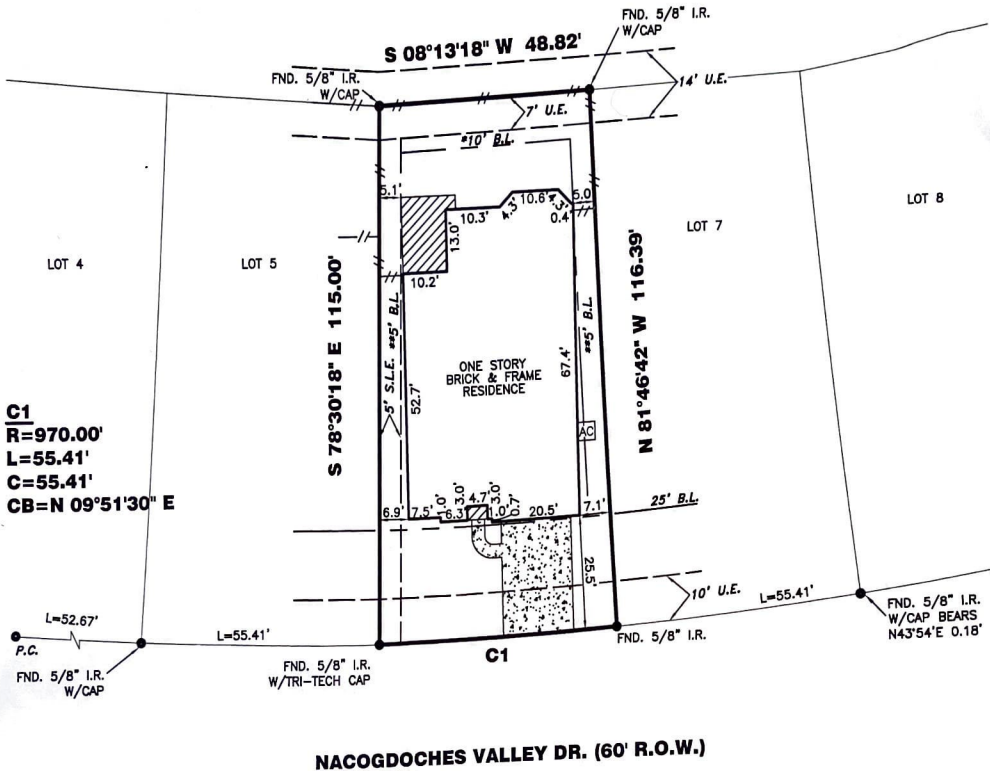 FND. 5/8" I.R.
W/CAP
S 08°13'18" W 48.82'
FND. 5/8" I.R.
W/CAP
14' U.E.
7' U.E.
*10' B.L.
5.1'
10.3'
4.3'
10.6'
4.3'
0.4'
5.0
13.0'
10.2'
LOT 4
LOT 5
LOT 7
LOT 8
S 78°30'18" E 115.00'
5' S.L.E. **5' B.L.
52.7'
ONE STORY
BRICK & FRAME
RESIDENCE
67.4'
**5' B.L.
AC
N 81°46'42" W 116.39'
C1
R=970.00'
L=55.41'
C=55.41'
CB=N 09°51'30" E
6.9'
7.5'
1.0'
6.3'
3.0'
4.7'
3.0'
1.0'
0.7'
20.5'
7.1'
25' B.L.
25.5'
10' U.E.
L=52.67'
P.C.
L=55.41'
L=55.41'
FND. 5/8" I.R.
W/CAP
FND. 5/8" I.R.
W/TRI-TECH CAP
C1
FND. 5/8" I.R.
FND. 5/8" I.R.
W/CAP BEARS
N43°54'E 0.18'
NACOGDOCHES VALLEY DR. (60' R.O.W.)